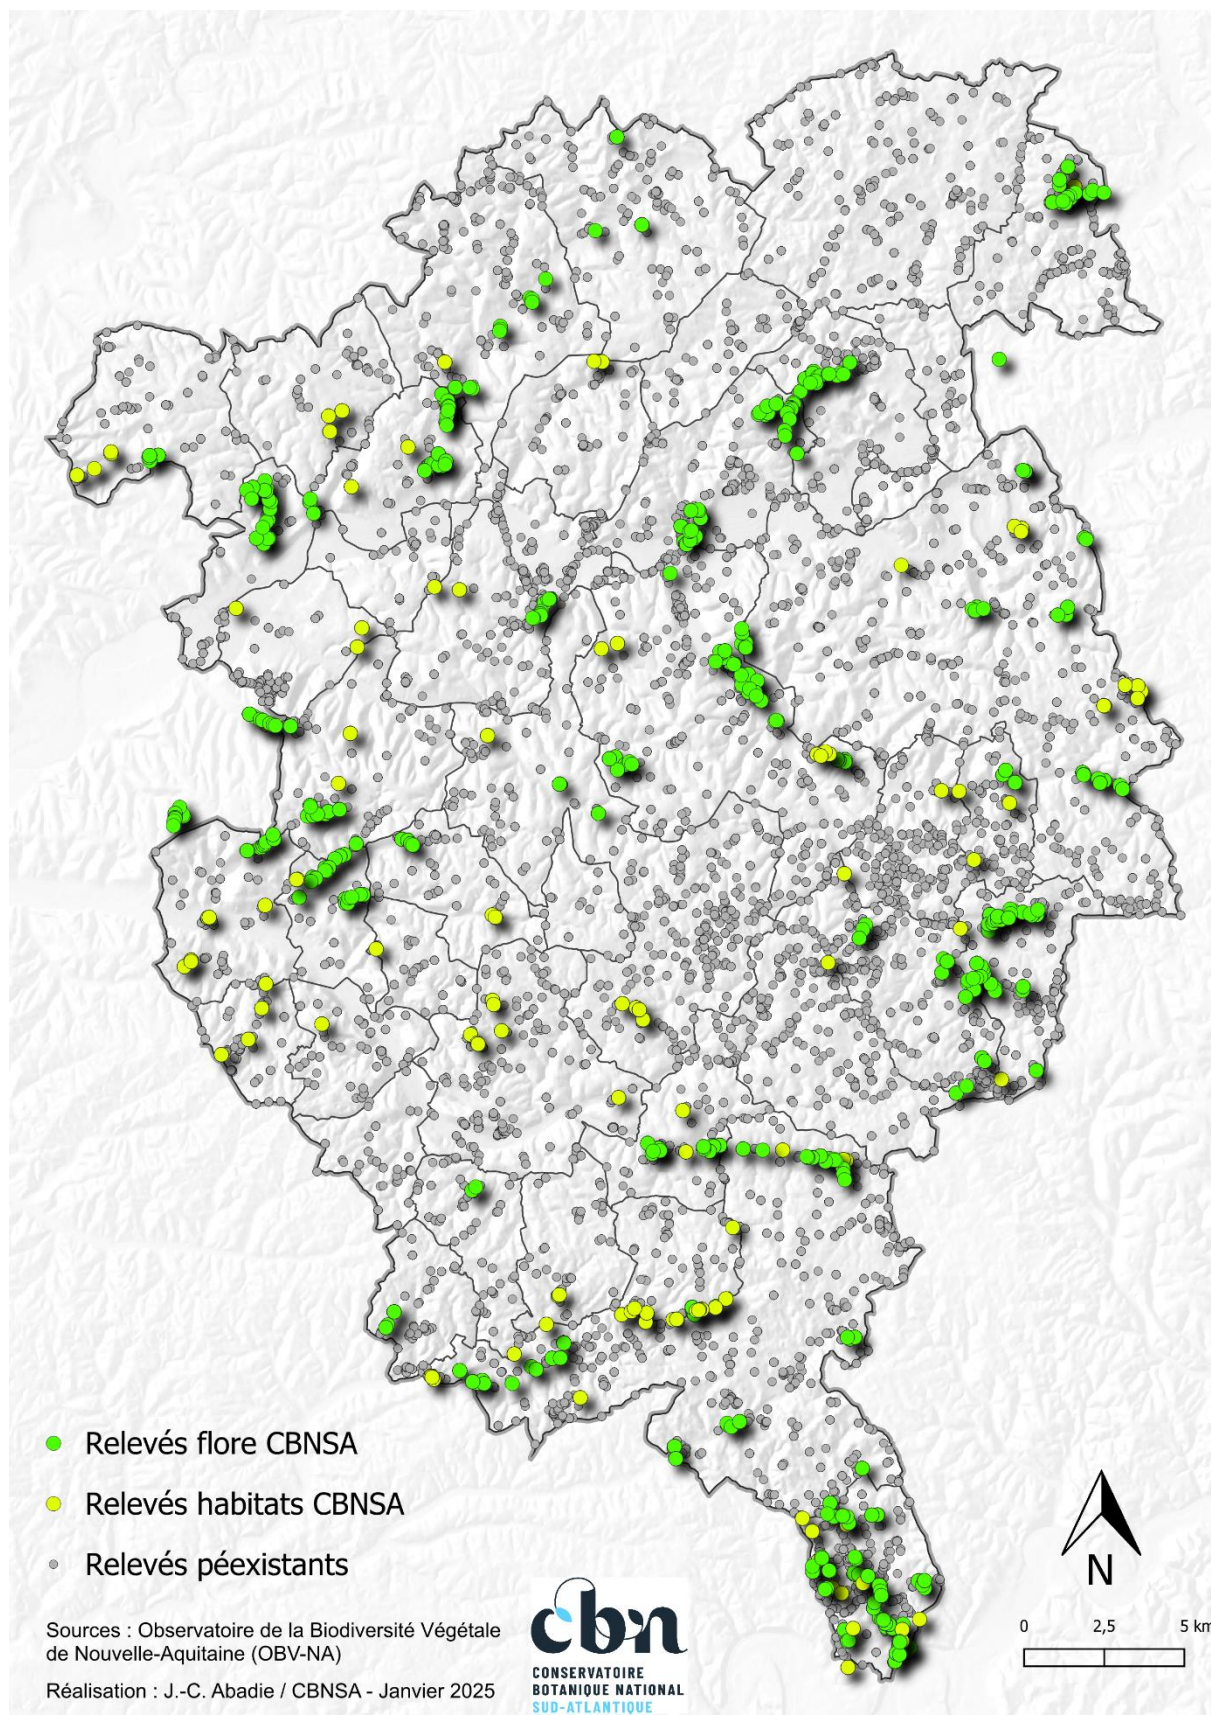 Relevés flore CBNSA
Relevés habitats CBNSA
Relevés péexistants
Sources : Observatoire de la Biodiversité Végétale
de Nouvelle-Aquitaine (OBV-NA)
Réalisation : J.-C. Abadie / CBNSA - Janvier 2025
cbn
CONSERVATOIRE
BOTANIQUE NATIONAL
SUD-ATLANTIQUE
N
0 2,5 5 km